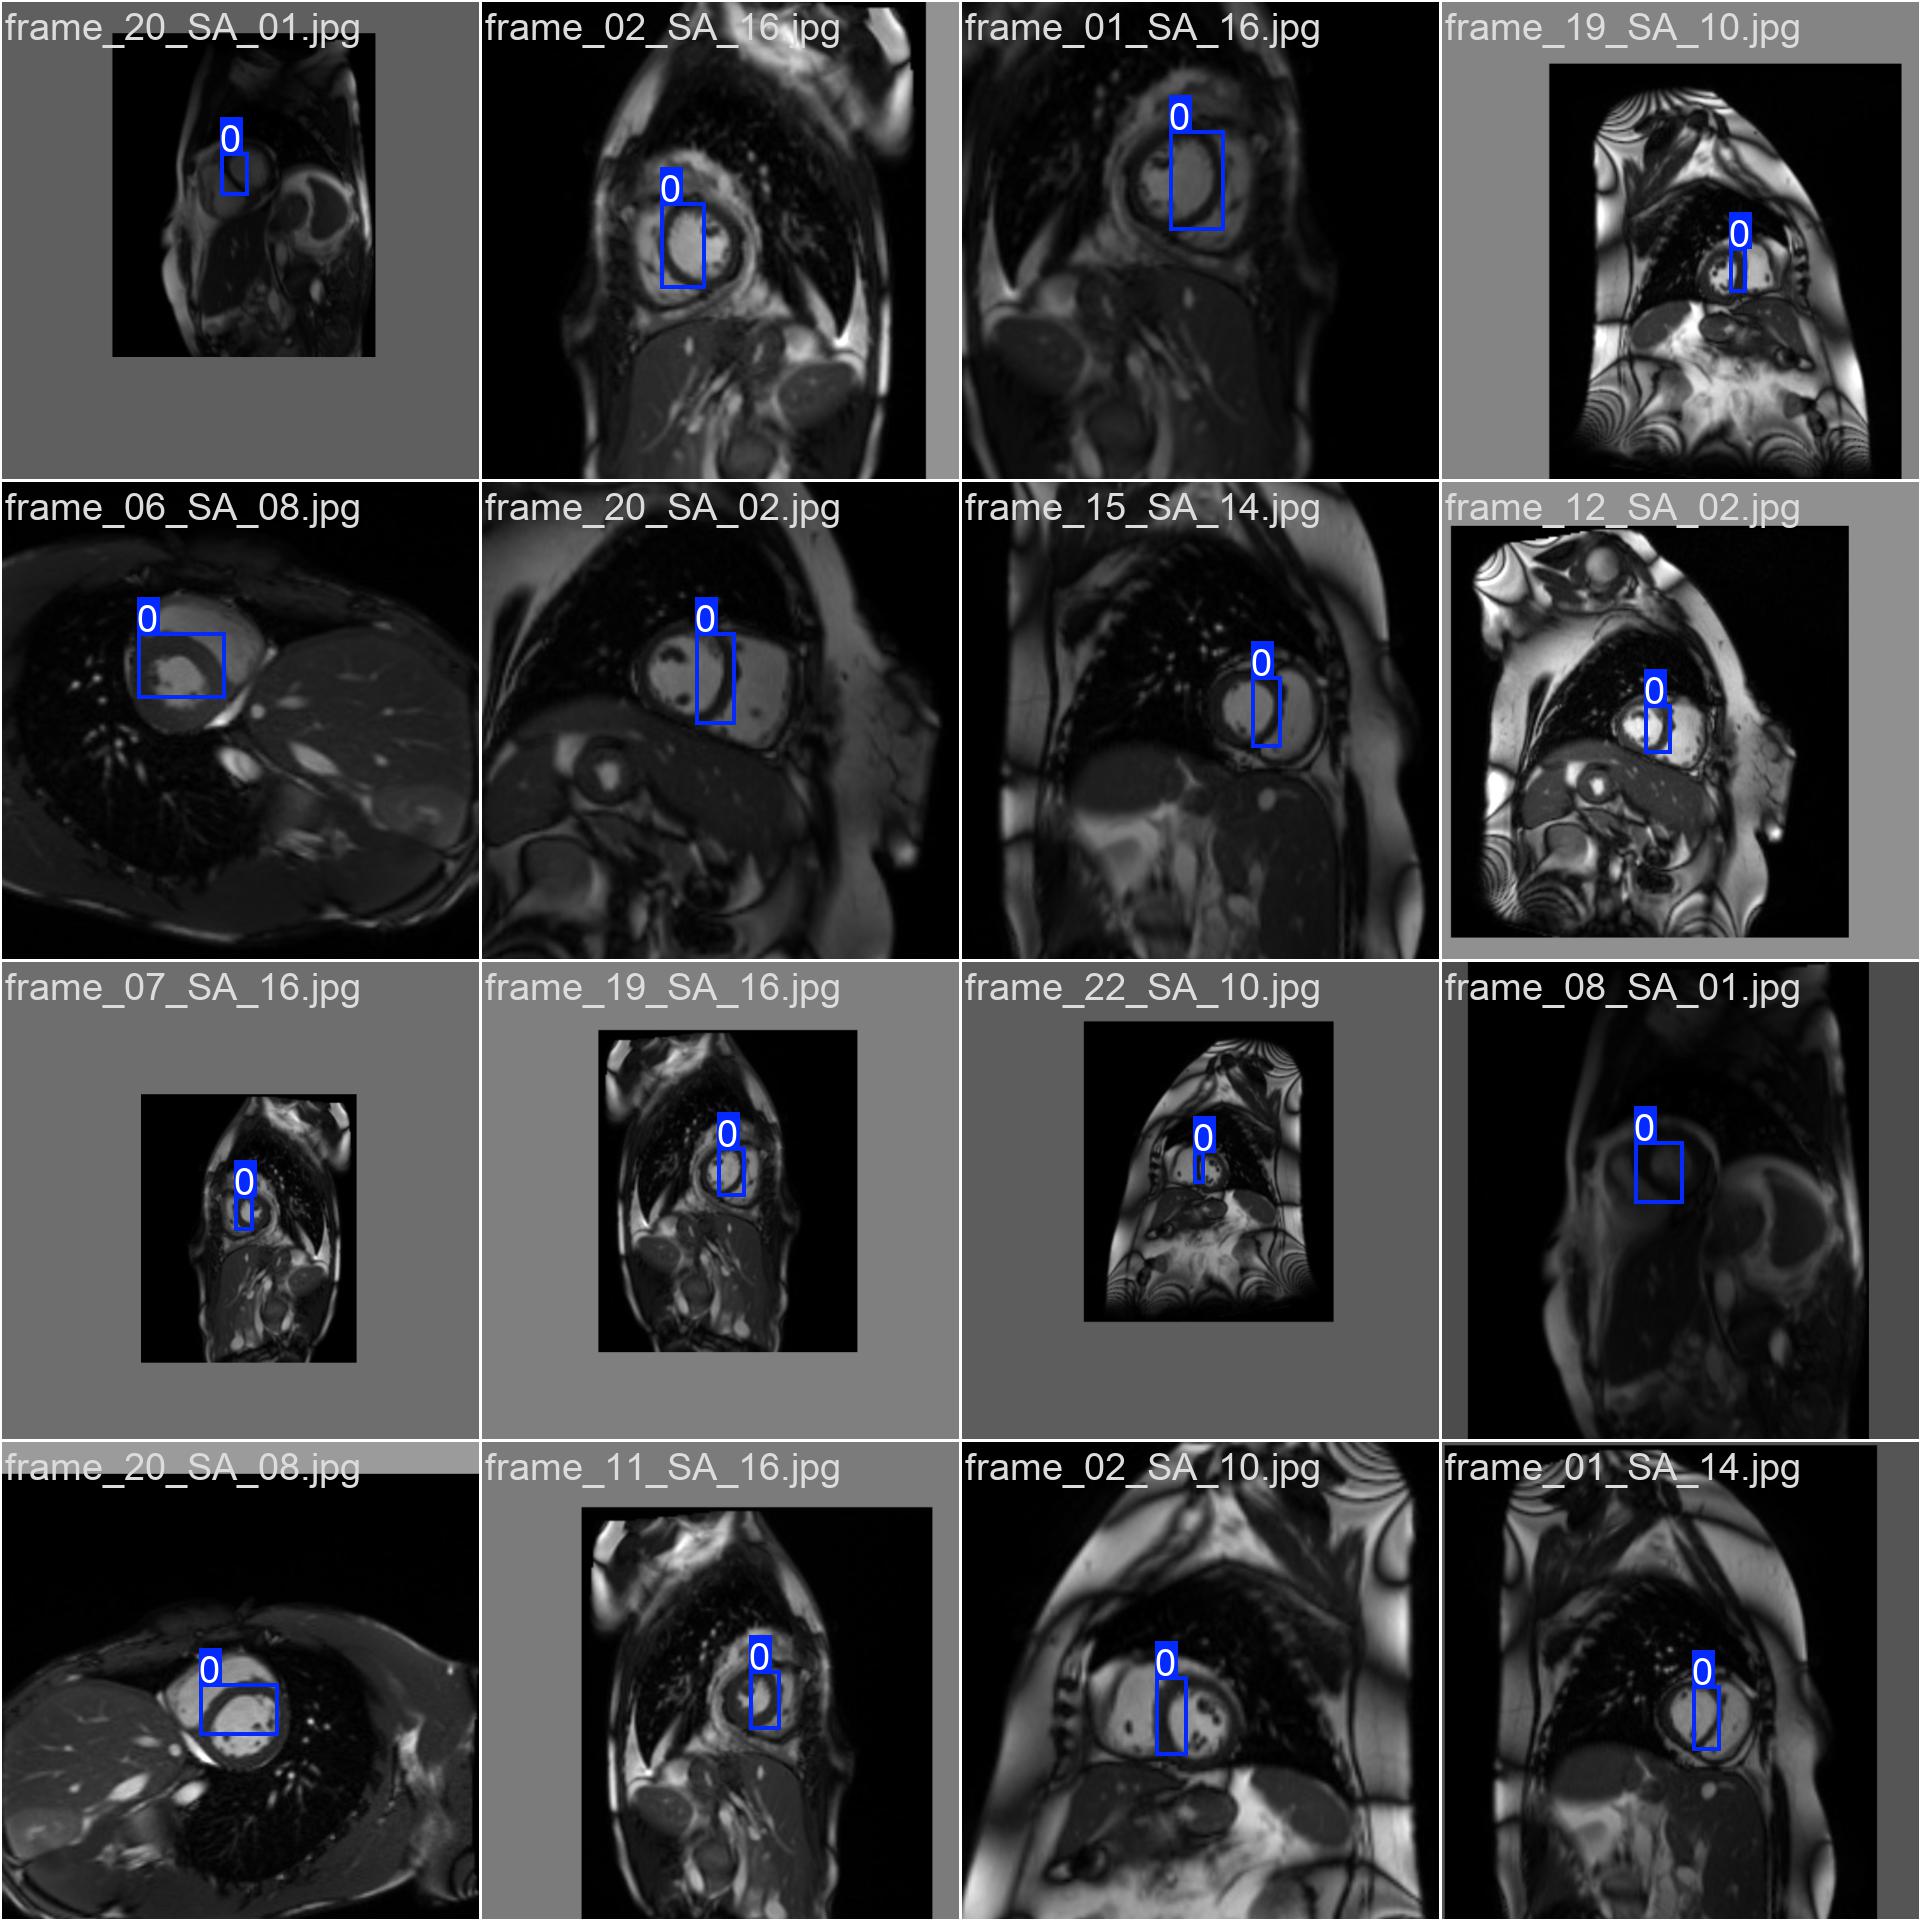 frame_20_SA_01.jpg
0
frame_02_SA_16.jpg
0
frame_01_SA_16.jpg
0
frame_19_SA_10.jpg
0
frame_06_SA_08.jpg
0
frame_20_SA_02.jpg
0
frame_15_SA_14.jpg
0
frame_12_SA_02.jpg
0
frame_07_SA_16.jpg
0
frame_19_SA_16.jpg
0
frame_22_SA_10.jpg
0
frame_08_SA_01.jpg
0
frame_20_SA_08.jpg
0
frame_11_SA_16.jpg
0
frame_02_SA_10.jpg
0
frame_01_SA_14.jpg
0